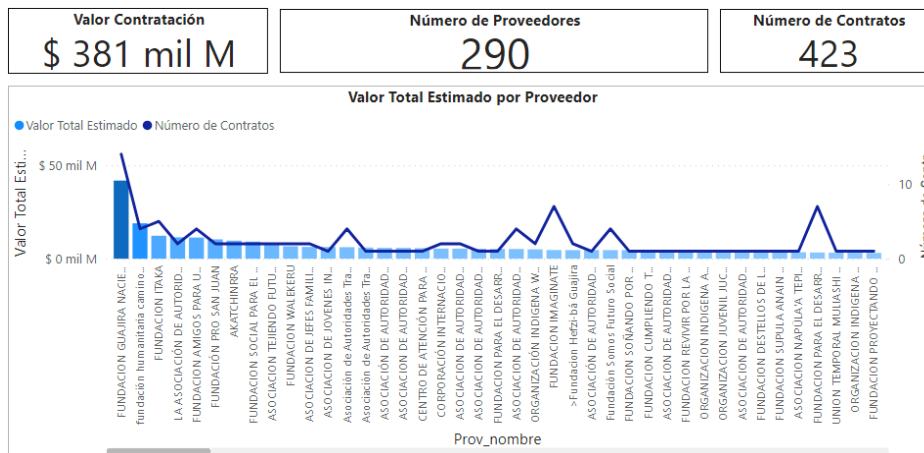 Valor Contratación
$ 381 mil M
Número de Proveedores
290
Número de Contratos
423
Valor Total Estimado por Proveedor
Valor Total Estimado
Número de Contratos
Valor Total Esti...
$ 50 mil M
$ 0 mil M
10
0
FUNDACION GUAJIRA NACIE...
fundación humanitaria camino...
FUNDACION ITAKA
LA ASOCIACIÓN DE AUTORID...
FUNDACION AMIGOS PARA U...
FUNDACIÓN PRO SAN JUAN
AKATCHINRRA
FUNDACION SOCIAL PARA EL ...
ASOCIACION TEJIENDO FUTU...
FUNDACION WALEKERU
ASOCIACION DE JEFES FAMILI...
ASOCIACION DE JOVENES IN...
Asociación de Autoridades Tra...
Asociación de Autoridades Tra...
ASOCIACION DE AUTORIDAD...
ASOCIACION DE AUTORIDAD...
CENTRO DE ATENCIÓN PARA ...
CORPORACIÓN INTERNACIO...
ASOCIACION DE AUTORIDAD...
ASOCIACION DE AUTORIDAD...
FUNDACION PARA EL DESARR...
ASOCIACION DE AUTORIDAD...
ORGANIZACIÓN INDIGENA W...
FUNDACION IMAGINATE
>Fundacion Hefzi-bá Guajira
ASOCIACION DE AUTORIDAD...
Fundación Somos Futuro Social
FUNDACION SOÑANDO POR...
FUNDACION CUMPLIENDO T...
ASOCIACION DE AUTORIDAD...
FUNDACION REVIVIR POR LA ...
ORGANIZACION INDIGENA A...
ORGANIZACION JUVENIL JUC...
ASOCIACION DE AUTORIDAD...
FUNDACION DESTELLOS DE L...
FUNDACION SUPULA ANAIN ...
ASOCIACION NAPULA'A TEPI...
FUNDACION PARA EL DESARR...
UNION TEMPORAL MULIASHI ...
ORGANIZACION INDIGENA ...
FUNDACION PROYECTANDO ...
Prov_nombre